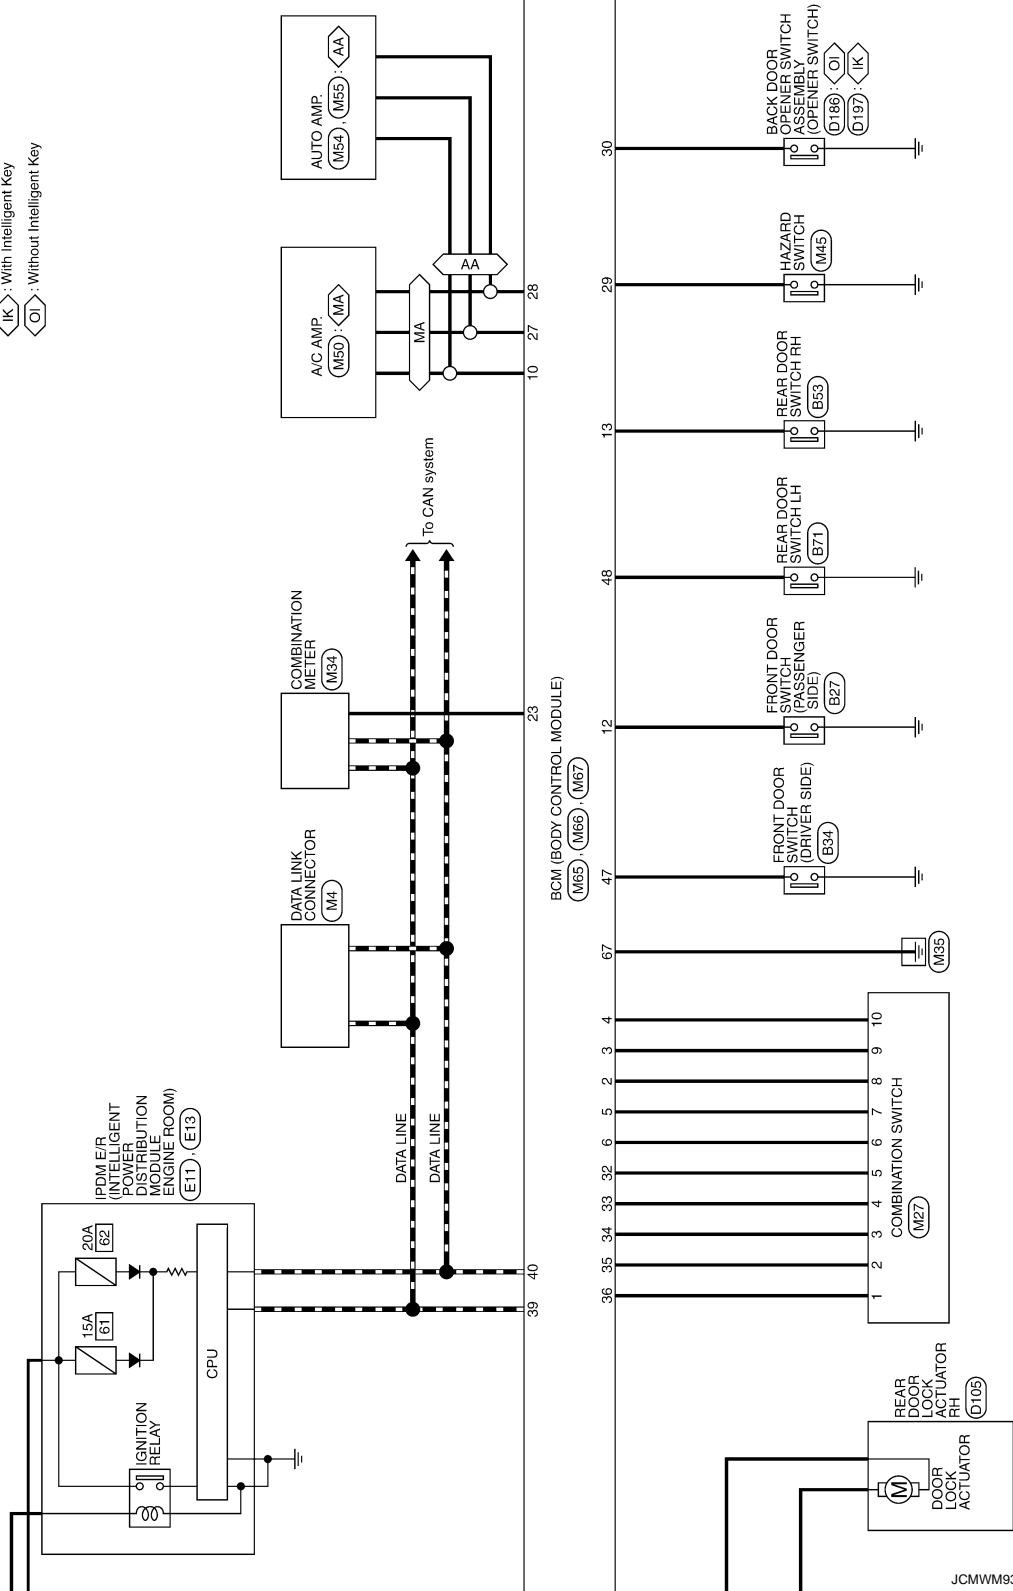 IK : With Intelligent Key
OI : Without Intelligent Key
AUTO AMP.
M54 , M55 : AA
A/C AMP.
M50 : MA
AA
MA
28
27
10
To CAN system
COMBINATION
METER
M34
23
DATA LINK
CONNECTOR
M4
DATA LINE
DATA LINE
IPDM E/R
(INTELLIGENT
POWER
DISTRIBUTION
MODULE
ENGINE ROOM)
E11 , E13
20A
62
15A
61
CPU
IGNITION
RELAY
40
39
BCM (BODY CONTROL MODULE)
M65 , M66 , M67
30
BACK DOOR
OPENER SWITCH
ASSEMBLY
(OPENER SWITCH)
D186 : OI
D197 : IK
29
HAZARD
SWITCH
M45
13
REAR DOOR
SWITCH RH
B53
48
REAR DOOR
SWITCH LH
B71
12
FRONT DOOR
SWITCH
(PASSENGER
SIDE)
B27
47
FRONT DOOR
SWITCH
(DRIVER SIDE)
B34
67
M35
4
3
2
5
6
32
33
34
35
36
10
9
8
7
6
5
4
3
2
1
COMBINATION SWITCH
M27
REAR
DOOR
LOCK
ACTUATOR
RH
D105
M
DOOR
LOCK
ACTUATOR
JCMWM93